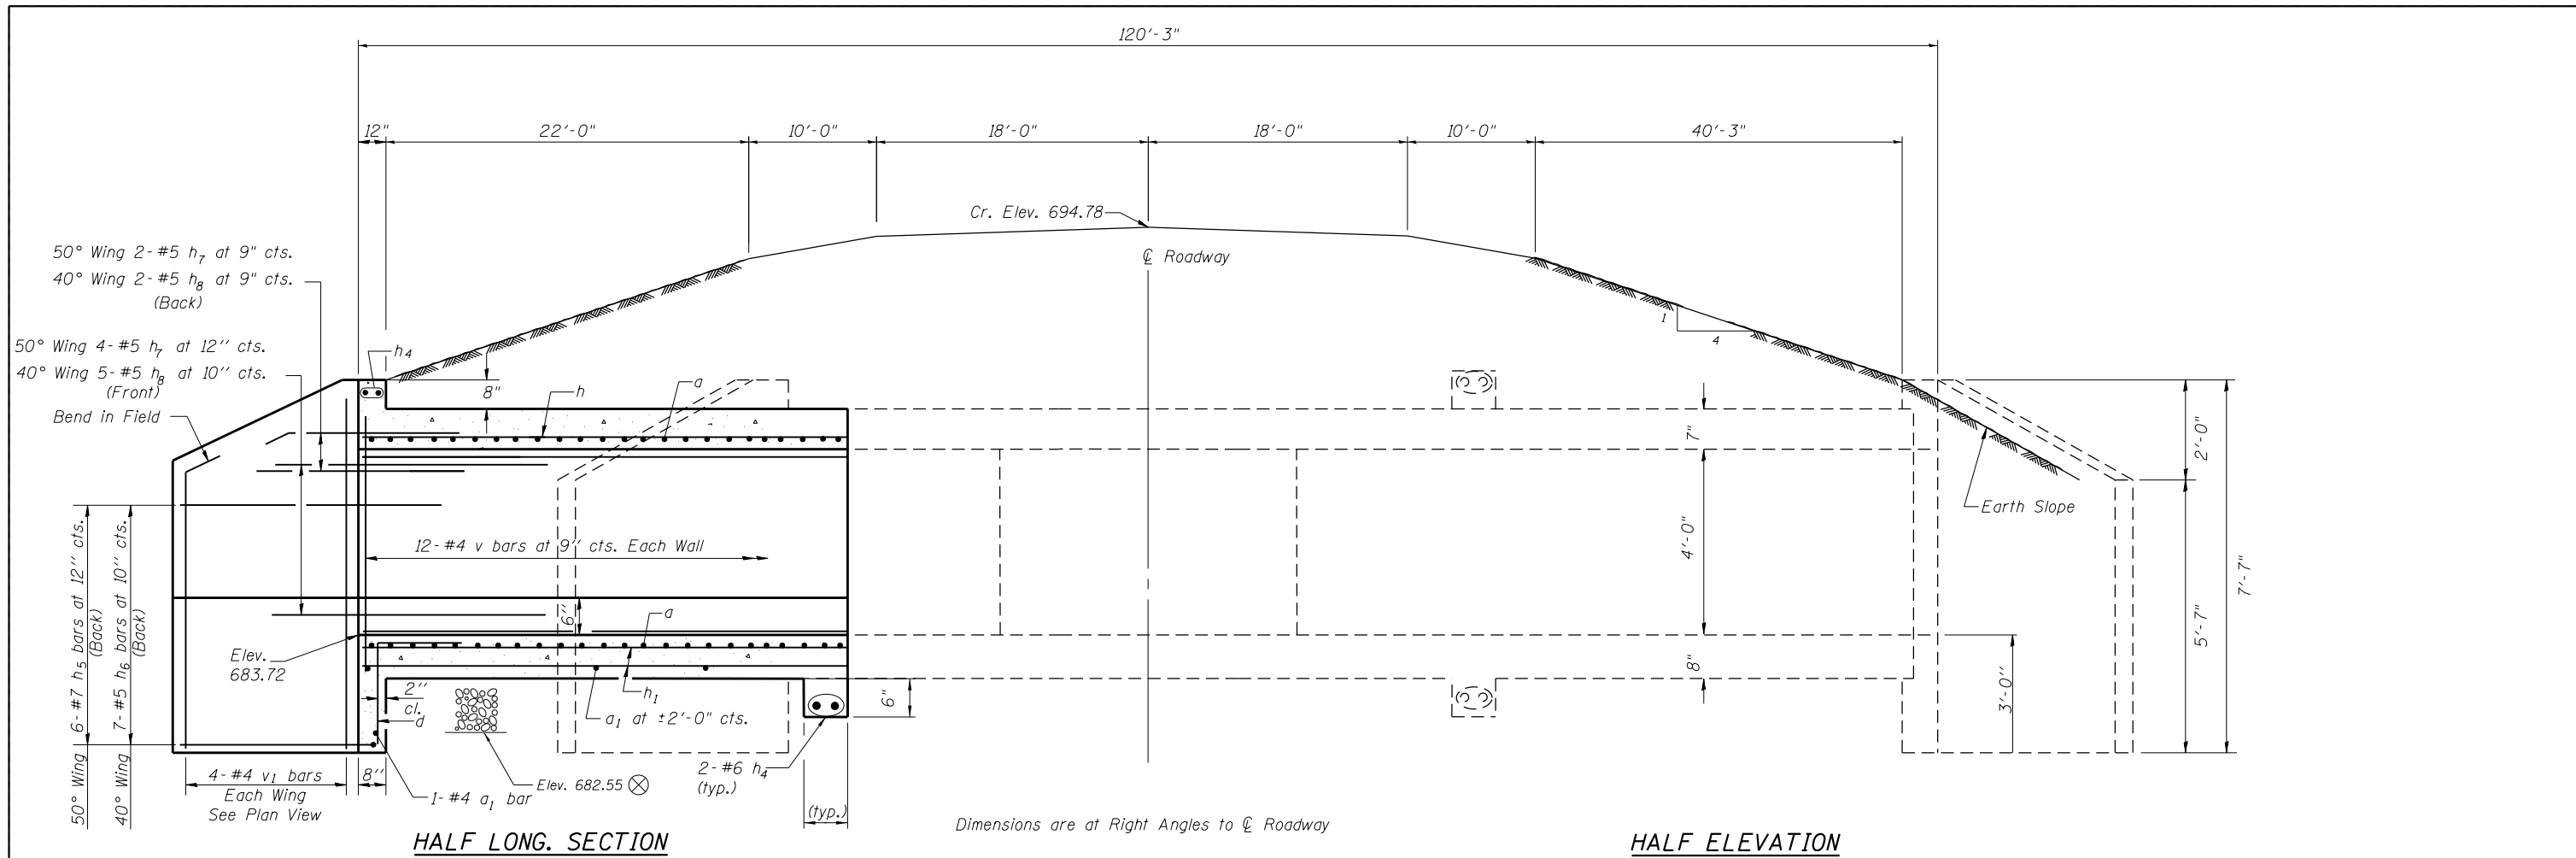 120'-3"
12"
22'-0"
10'-0"
18'-0"
18'-0"
10'-0"
40'-3"
Cr. Elev. 694.78
℄ Roadway
50° Wing 2-#5 h7 at 9" cts.
40° Wing 2-#5 h8 at 9" cts.
(Back)
50° Wing 4-#5 h7 at 12'' cts.
40° Wing 5-#5 h8 at 10'' cts.
(Front)
Bend in Field
h4
8"
h
a
1
4
7"
2'-0"
Earth Slope
12-#4 v bars at 9'' cts. Each Wall
4'-0"
7'-7"
5'-7"
50° Wing 6-#7 h5 bars at 12'' cts.
(Back)
40° Wing 7-#5 h6 bars at 10'' cts.
(Back)
6''
a
Elev.
683.72
8"
3'-0''
2''
cl.
d
h1
a1 at ±2'-0" cts.
6"
4-#4 v1 bars
Each Wing
See Plan View
8''
1-#4 a1 bar
Elev. 682.55
2-#6 h4
(typ.)
(typ.)
Dimensions are at Right Angles to ℄ Roadway
HALF LONG. SECTION
HALF ELEVATION